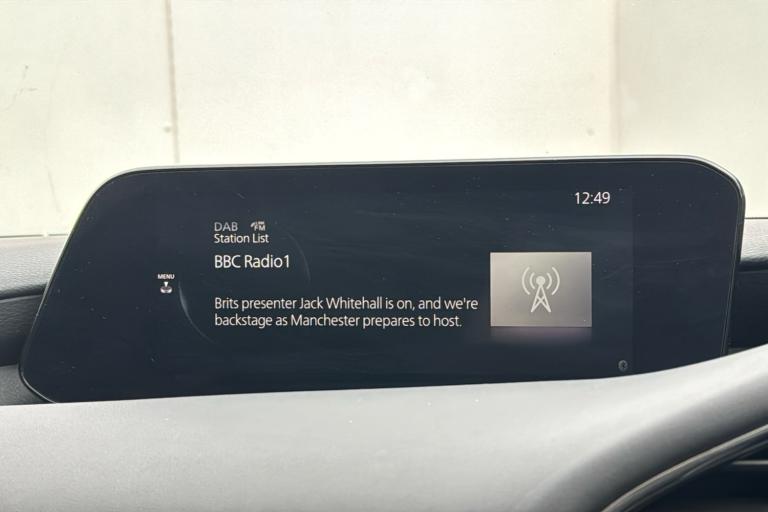 12:49
DAB FM
Station List
BBC Radio1
MENU
Brits presenter Jack Whitehall is on, and we're
backstage as Manchester prepares to host.